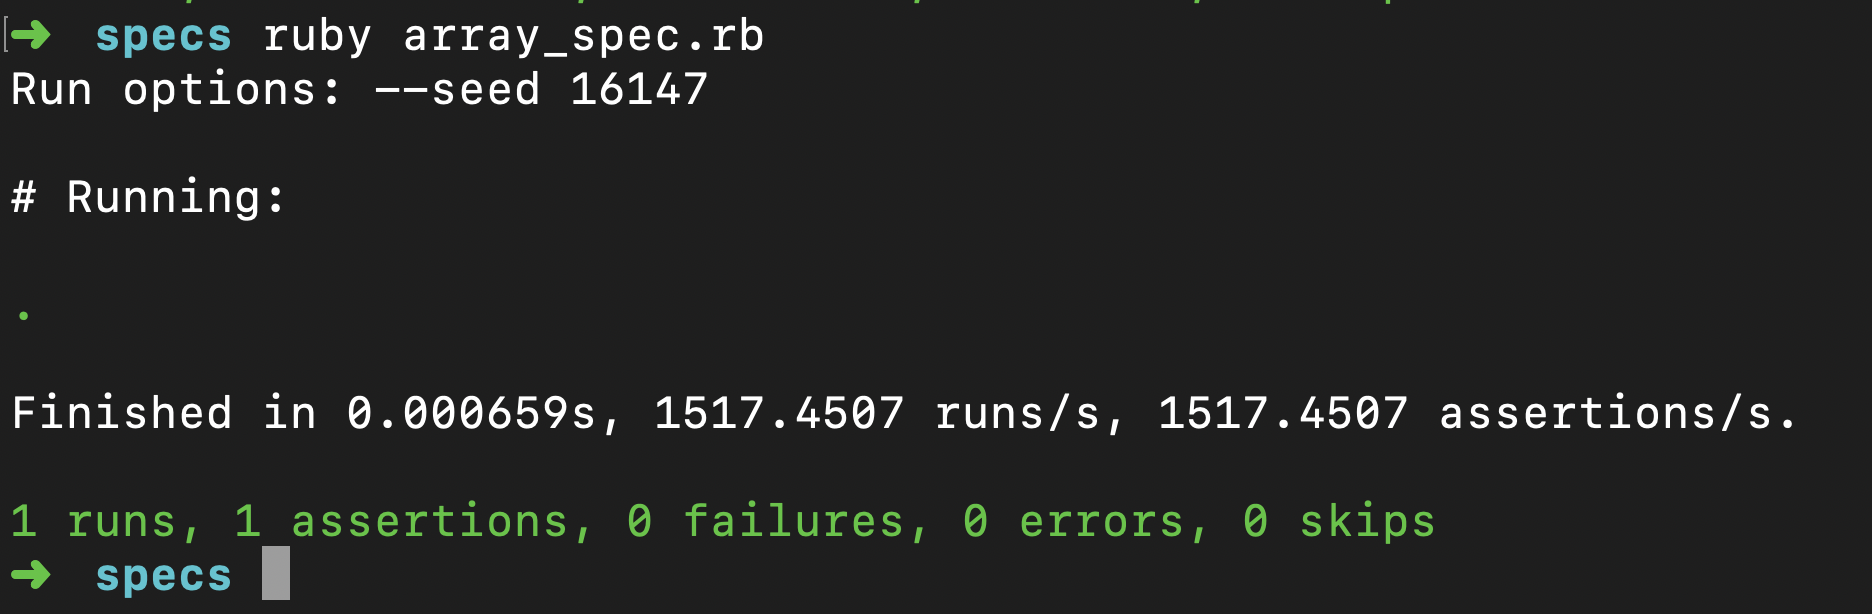 ➜ specs ruby array_spec.rb
Run options: --seed 16147
# Running:
.
Finished in 0.000659s, 1517.4507 runs/s, 1517.4507 assertions/s.
1 runs, 1 assertions, 0 failures, 0 errors, 0 skips
➜ specs